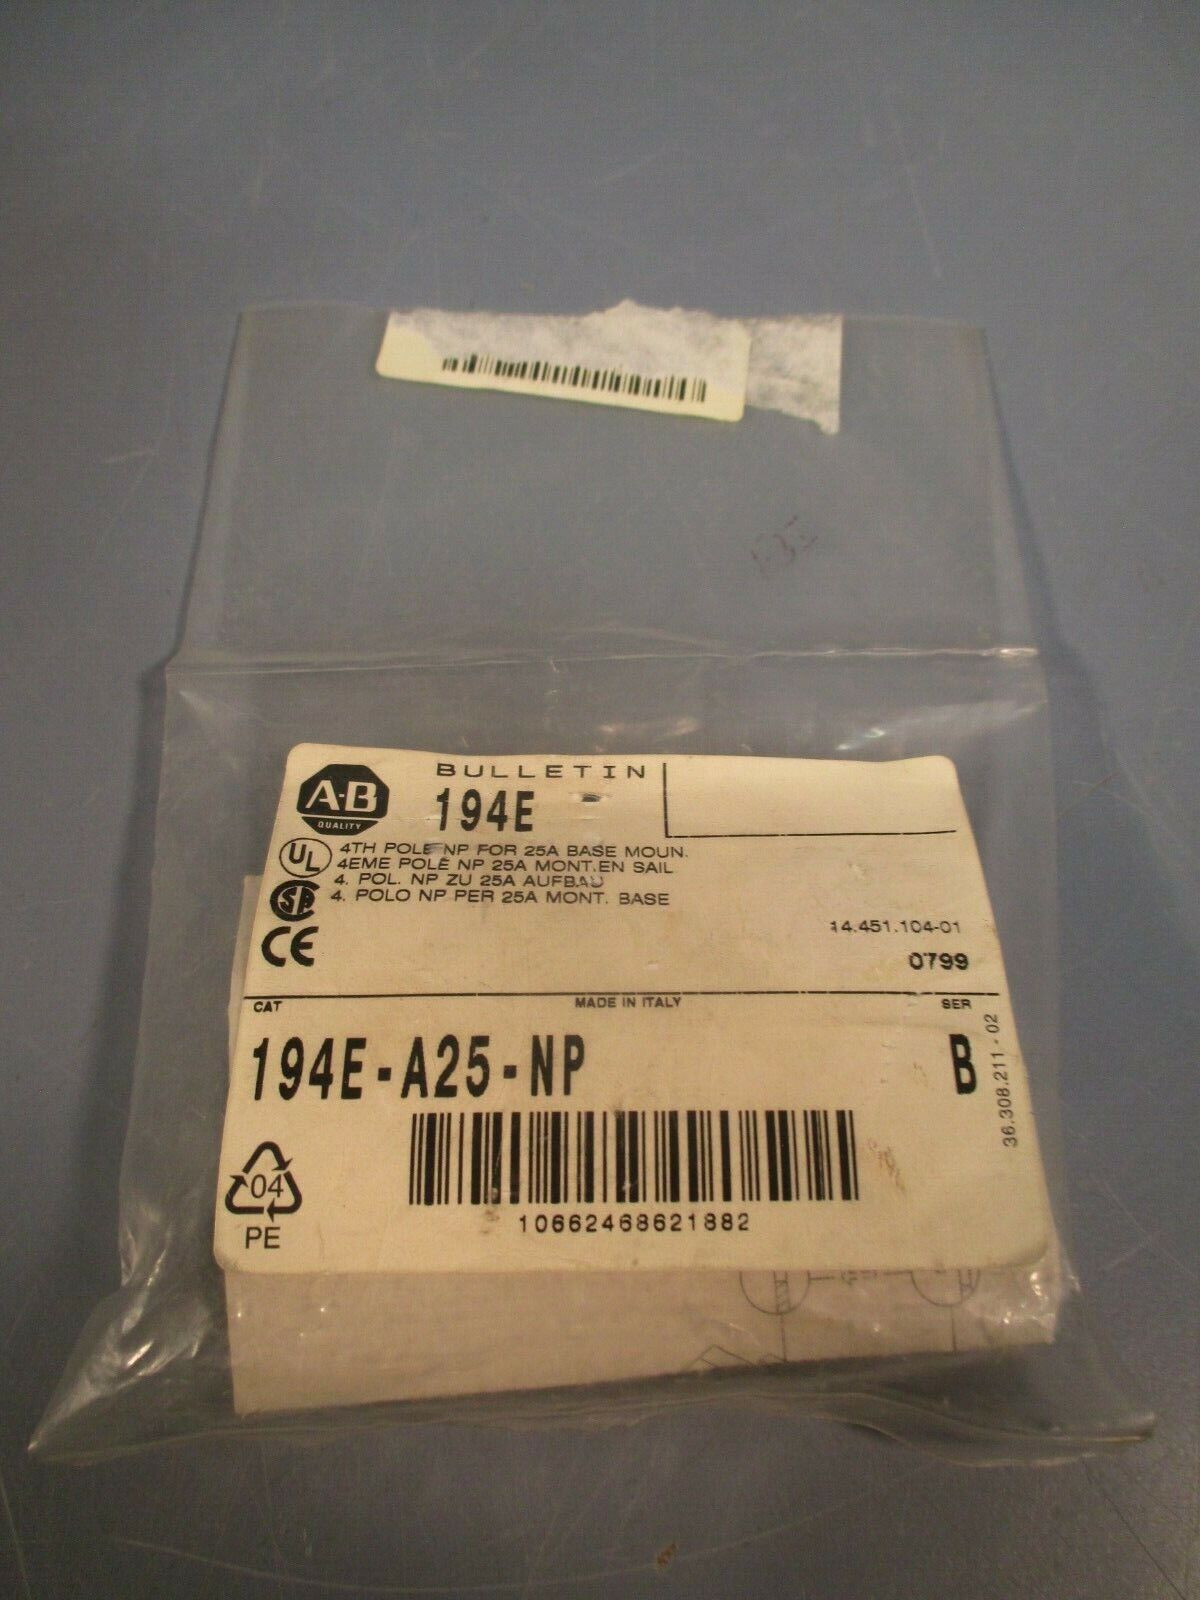 A-B
QUALITY
BULLETIN
194E
UL
4TH POLE NP FOR 25A BASE MOUN.
4EME POLE NP 25A MONT.EN SAIL
4. POL. NP ZU 25A AUFBAU
4. POLO NP PER 25A MONT. BASE
CE
14.451.104-01
0799
CAT
MADE IN ITALY
SER
194E-A25-NP
B
36.308.211-02
04
PE
10662468621882